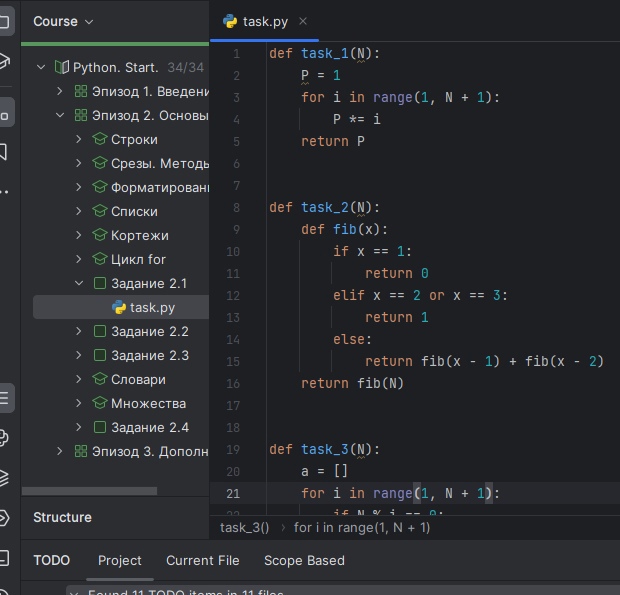 Course
task.py
Python. Start. 34/34
Эпизод 1. Введени
Эпизод 2. Основы
Строки
Срезы. Методы
Форматирован
Списки
Кортежи
Цикл for
Задание 2.1
task.py
Задание 2.2
Задание 2.3
Словари
Множества
Задание 2.4
Эпизод 3. Дополн
Structure
1 def task_1(N):
2 P = 1
3 for i in range(1, N + 1):
4 P *= i
5 return P
6
7
8 def task_2(N):
9 def fib(x):
10 if x == 1:
11 return 0
12 elif x == 2 or x == 3:
13 return 1
14 else:
15 return fib(x - 1) + fib(x - 2)
16 return fib(N)
17
18
19 def task_3(N):
20 a = []
21 for i in range(1, N + 1):
if N % i == 0:
task_3() › for i in range(1, N + 1)
TODO Project Current File Scope Based
Found 11 TODO items in 11 files